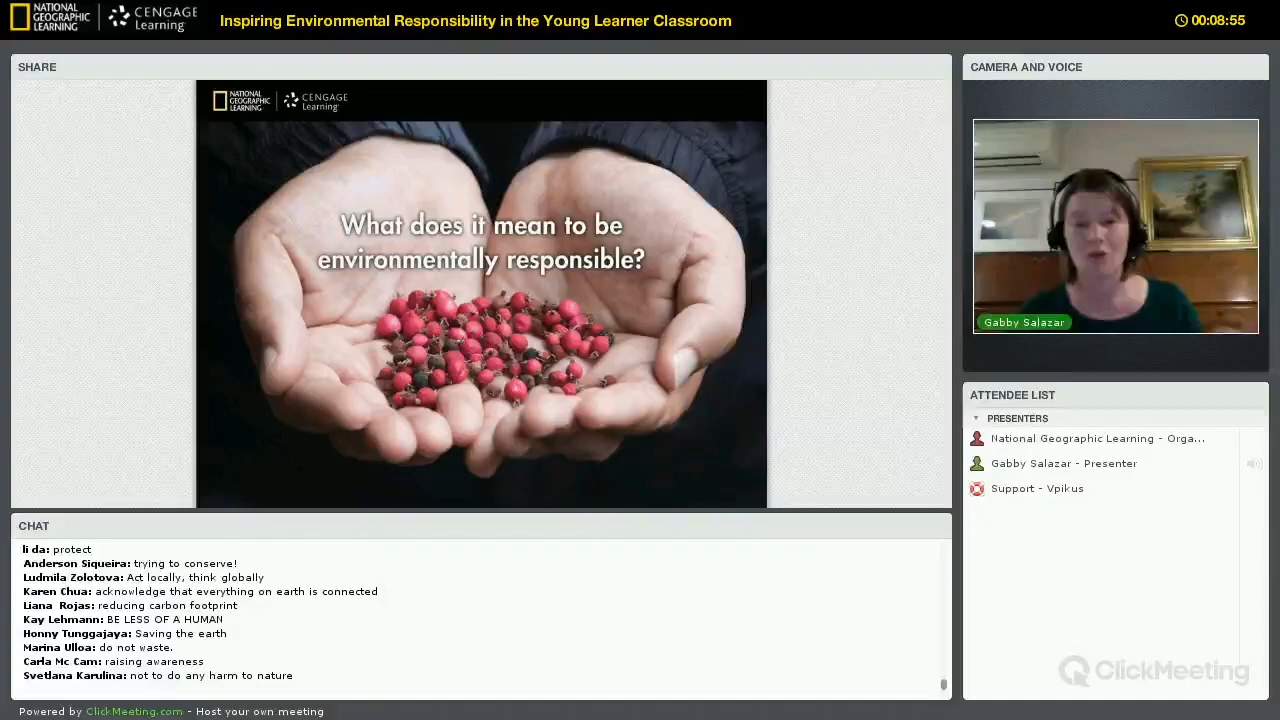 NATIONAL
GEOGRAPHIC
LEARNING
CENGAGE
Learning
Inspiring Environmental Responsibility in the Young Learner Classroom
00:08:55
SHARE
NATIONAL
GEOGRAPHIC
LEARNING
CENGAGE
Learning
What does it mean to be
environmentally responsible?
CAMERA AND VOICE
Gabby Salazar
ATTENDEE LIST
PRESENTERS
National Geographic Learning - Orga...
Gabby Salazar - Presenter
Support - Vpikus
CHAT
li da: protect
Anderson Siqueira: trying to conserve!
Ludmila Zolotova: Act locally, think globally
Karen Chua: acknowledge that everything on earth is connected
Liana Rojas: reducing carbon footprint
Kay Lehmann: BE LESS OF A HUMAN
Honny Tunggajaya: Saving the earth
Marina Ulloa: do not waste.
Carla Mc Cam: raising awareness
Svetlana Karulina: not to do any harm to nature
ClickMeeting
Powered by ClickMeeting.com - Host your own meeting